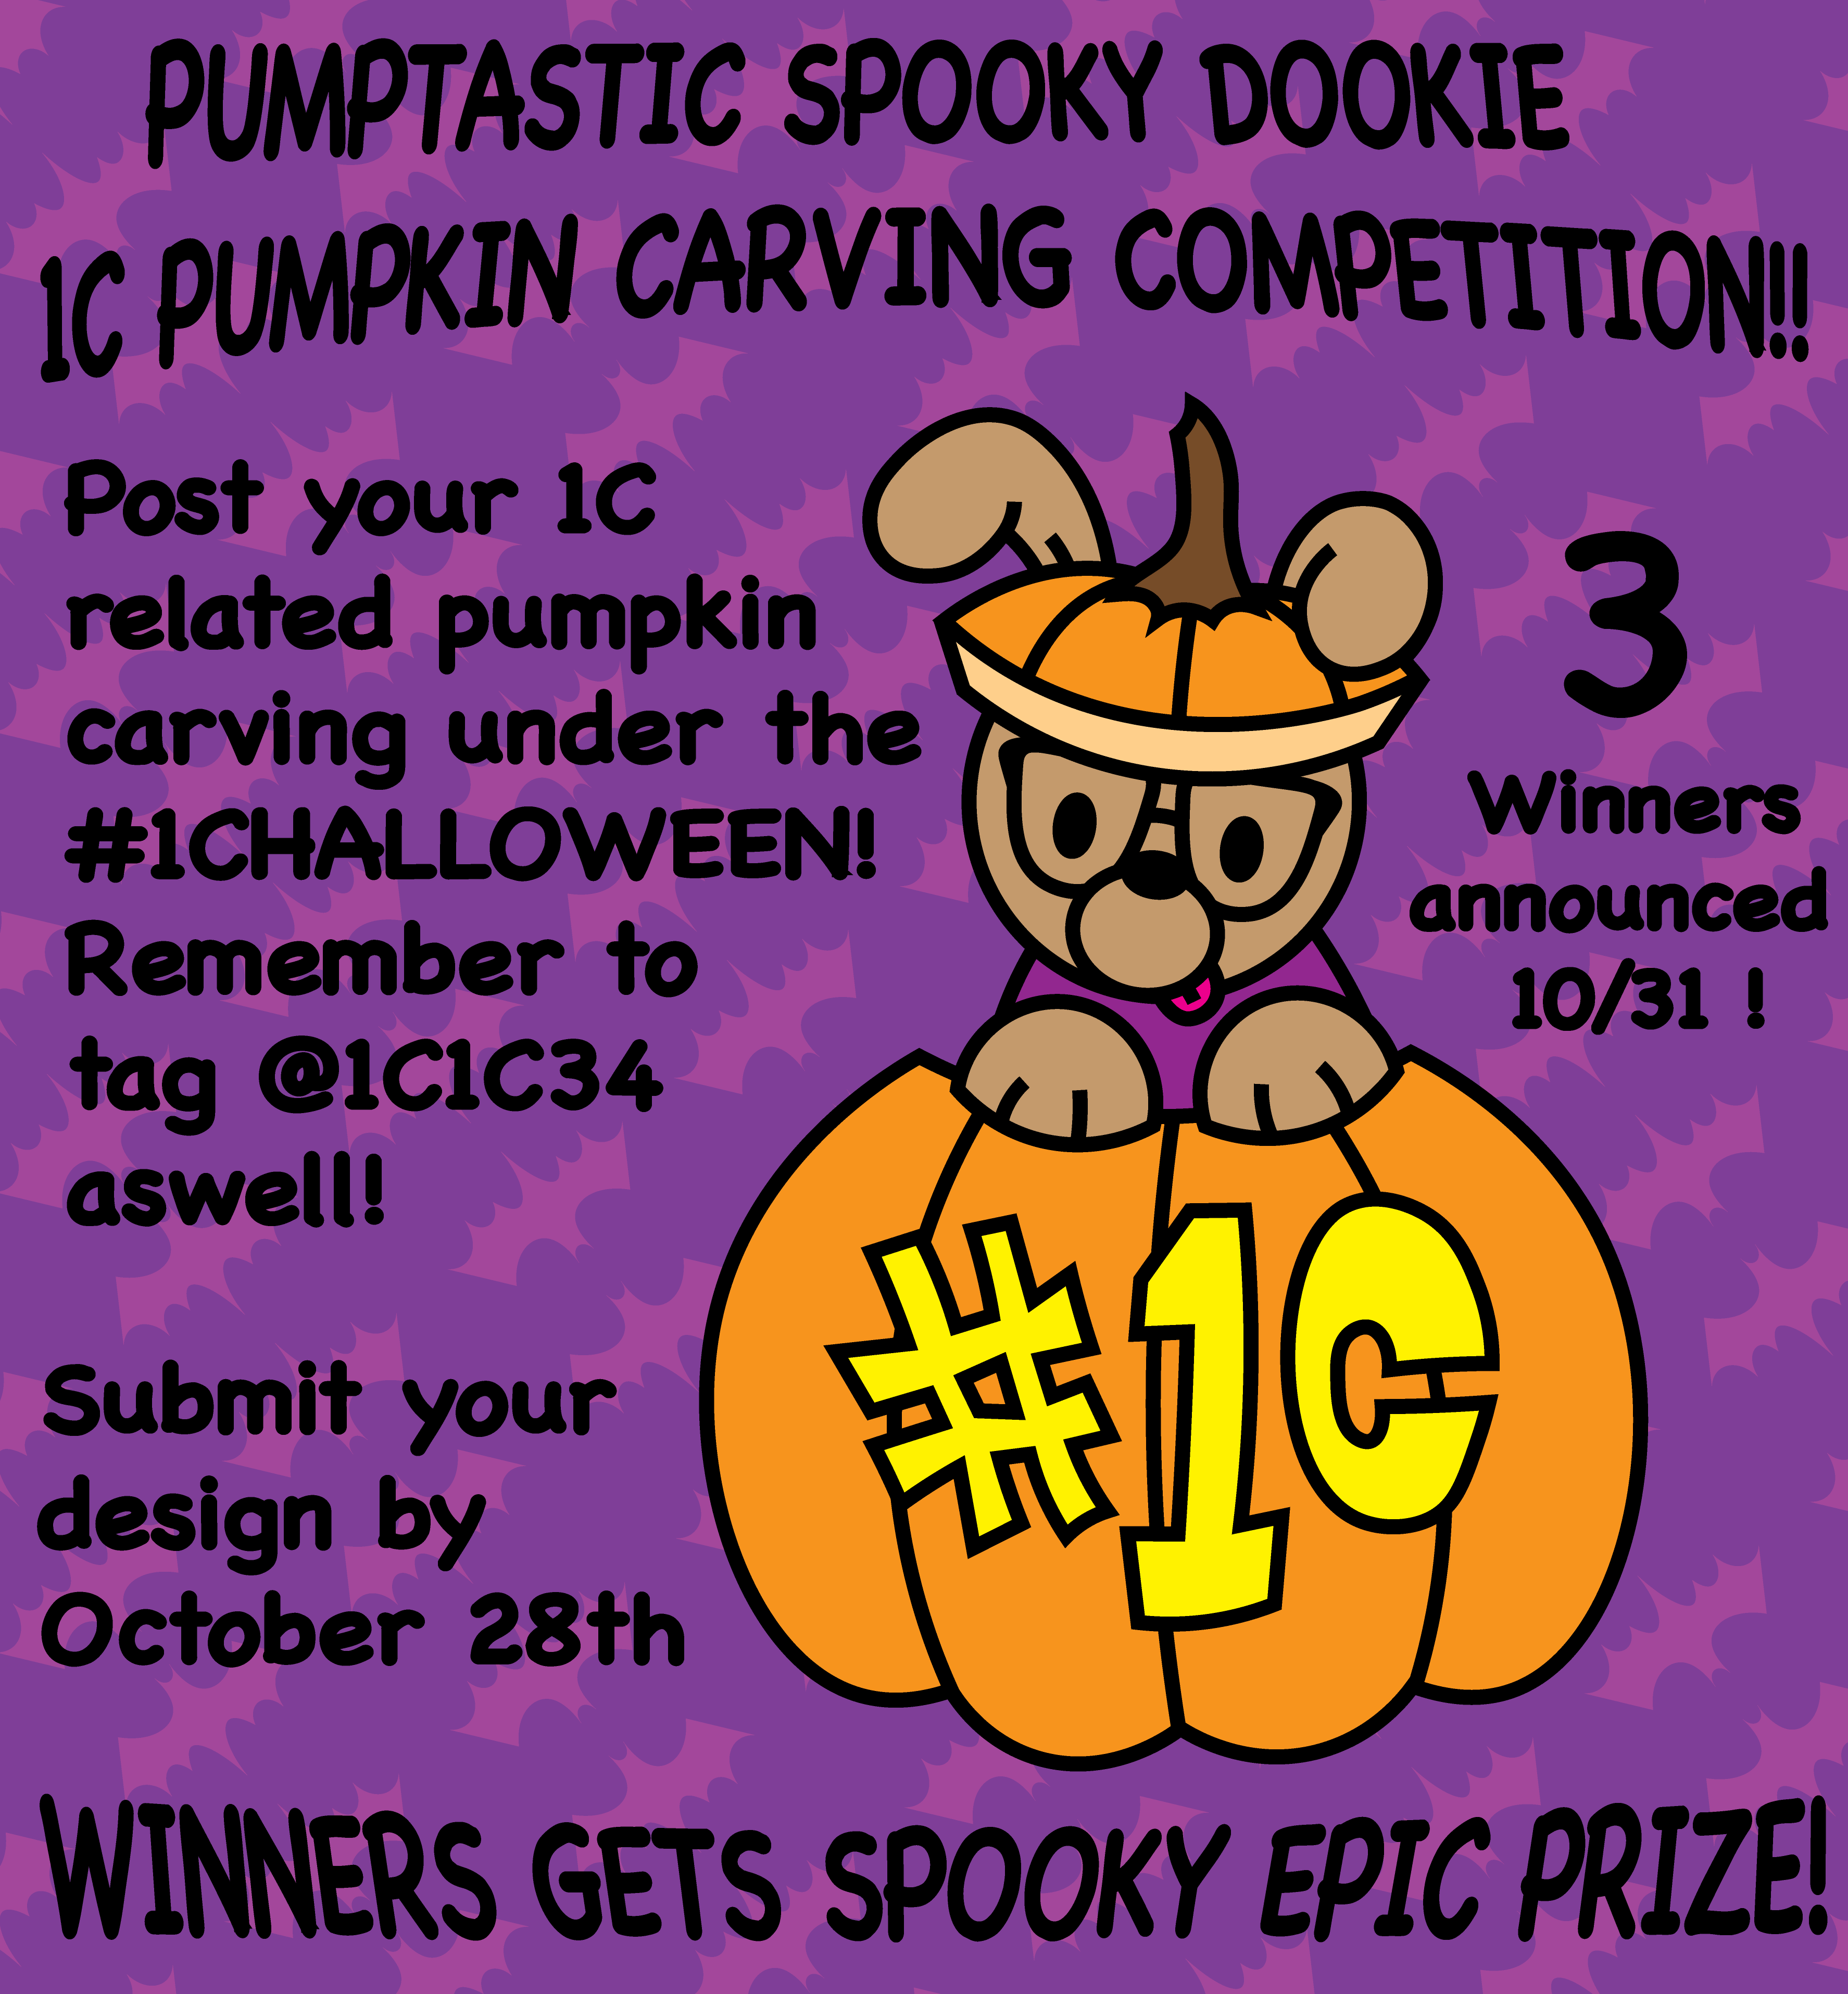 PUMPTASTIC SPOOKY DOOKIE
1C PUMPKIN CARVING COMPETITION!!
Post your 1C
related pumpkin
carving under the
#1CHALLOWEEN!
Remember to
tag @1C1C34
aswell!
3
Winners
announced
10/31 !
#1C
Submit your
design by
October 28th
WINNERS GETS SPOOKY EPIC PRIZE!